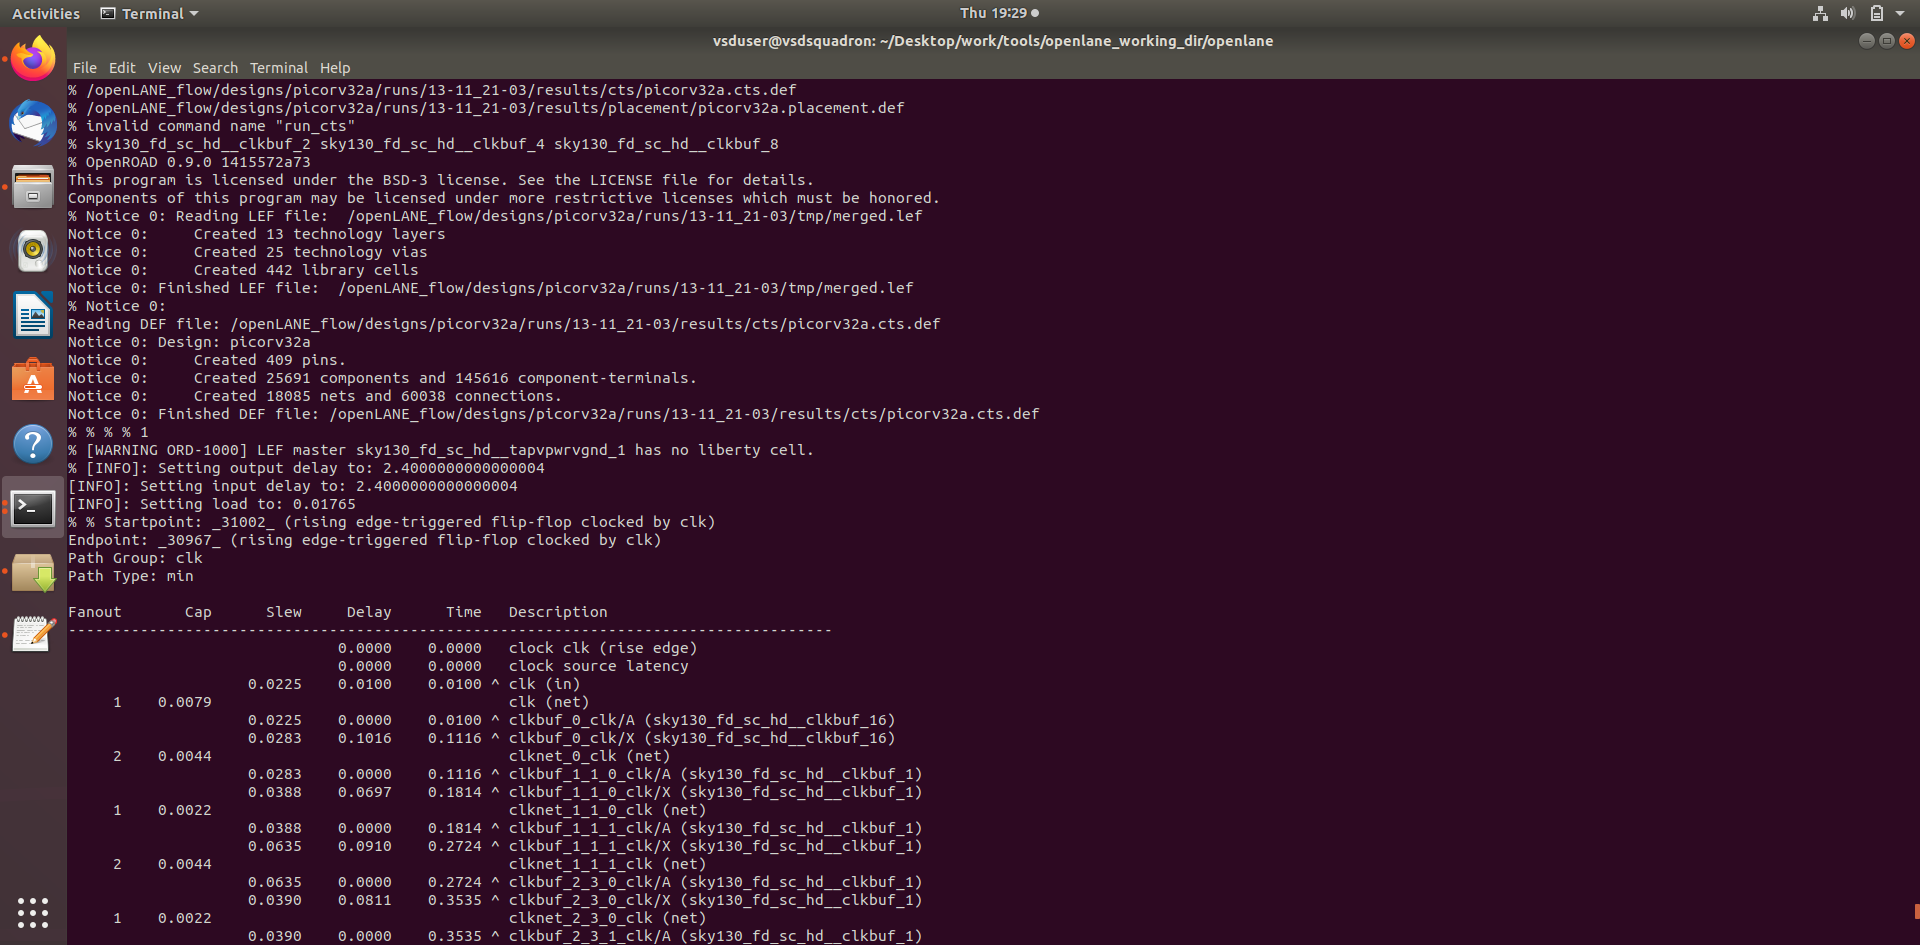 Activities Terminal Thu 19:29
vsduser@vsdsquadron: ~/Desktop/work/tools/openlane_working_dir/openlane
File Edit View Search Terminal Help
% /openLANE_flow/designs/picorv32a/runs/13-11_21-03/results/cts/picorv32a.cts.def
% /openLANE_flow/designs/picorv32a/runs/13-11_21-03/results/placement/picorv32a.placement.def
% invalid command name "run_cts"
% sky130_fd_sc_hd__clkbuf_2 sky130_fd_sc_hd__clkbuf_4 sky130_fd_sc_hd__clkbuf_8
% OpenROAD 0.9.0 1415572a73
This program is licensed under the BSD-3 license. See the LICENSE file for details.
Components of this program may be licensed under more restrictive licenses which must be honored.
% Notice 0: Reading LEF file:  /openLANE_flow/designs/picorv32a/runs/13-11_21-03/tmp/merged.lef
Notice 0:     Created 13 technology layers
Notice 0:     Created 25 technology vias
Notice 0:     Created 442 library cells
Notice 0: Finished LEF file:  /openLANE_flow/designs/picorv32a/runs/13-11_21-03/tmp/merged.lef
% Notice 0:
Reading DEF file: /openLANE_flow/designs/picorv32a/runs/13-11_21-03/results/cts/picorv32a.cts.def
Notice 0: Design: picorv32a
Notice 0:     Created 409 pins.
Notice 0:     Created 25691 components and 145616 component-terminals.
Notice 0:     Created 18085 nets and 60038 connections.
Notice 0: Finished DEF file: /openLANE_flow/designs/picorv32a/runs/13-11_21-03/results/cts/picorv32a.cts.def
% % % % 1
% [WARNING ORD-1000] LEF master sky130_fd_sc_hd__tapvpwrvgnd_1 has no liberty cell.
% [INFO]: Setting output delay to: 2.4000000000000004
[INFO]: Setting input delay to: 2.4000000000000004
[INFO]: Setting load to: 0.01765
% % Startpoint: _31002_ (rising edge-triggered flip-flop clocked by clk)
Endpoint: _30967_ (rising edge-triggered flip-flop clocked by clk)
Path Group: clk
Path Type: min
Fanout       Cap      Slew     Delay      Time   Description
-------------------------------------------------------------------------------------
0.0000    0.0000   clock clk (rise edge)
0.0000    0.0000   clock source latency
0.0225    0.0100    0.0100 ^ clk (in)
1    0.0079   clk (net)
0.0225    0.0000    0.0100 ^ clkbuf_0_clk/A (sky130_fd_sc_hd__clkbuf_16)
0.0283    0.1016    0.1116 ^ clkbuf_0_clk/X (sky130_fd_sc_hd__clkbuf_16)
2    0.0044   clknet_0_clk (net)
0.0283    0.0000    0.1116 ^ clkbuf_1_1_0_clk/A (sky130_fd_sc_hd__clkbuf_1)
0.0388    0.0697    0.1814 ^ clkbuf_1_1_0_clk/X (sky130_fd_sc_hd__clkbuf_1)
1    0.0022   clknet_1_1_0_clk (net)
0.0388    0.0000    0.1814 ^ clkbuf_1_1_1_clk/A (sky130_fd_sc_hd__clkbuf_1)
0.0635    0.0910    0.2724 ^ clkbuf_1_1_1_clk/X (sky130_fd_sc_hd__clkbuf_1)
2    0.0044   clknet_1_1_1_clk (net)
0.0635    0.0000    0.2724 ^ clkbuf_2_3_0_clk/A (sky130_fd_sc_hd__clkbuf_1)
0.0390    0.0811    0.3535 ^ clkbuf_2_3_0_clk/X (sky130_fd_sc_hd__clkbuf_1)
1    0.0022   clknet_2_3_0_clk (net)
0.0390    0.0000    0.3535 ^ clkbuf_2_3_1_clk/A (sky130_fd_sc_hd__clkbuf_1)